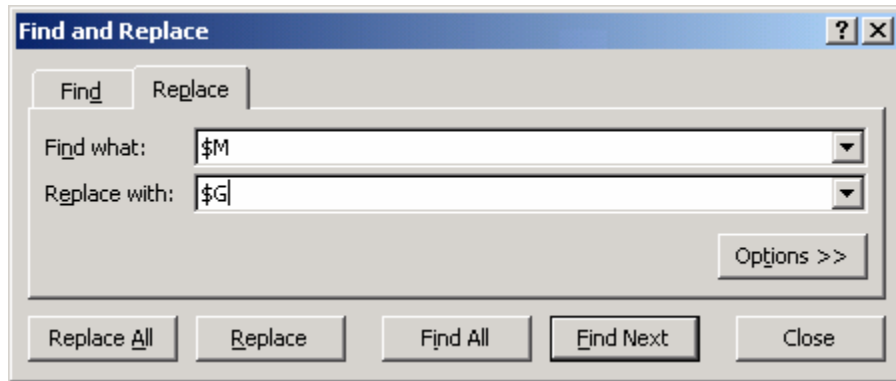 Find and Replace
Find Replace
Find what: $M
Replace with: $G
Options >>
Replace All Replace Find All Find Next Close